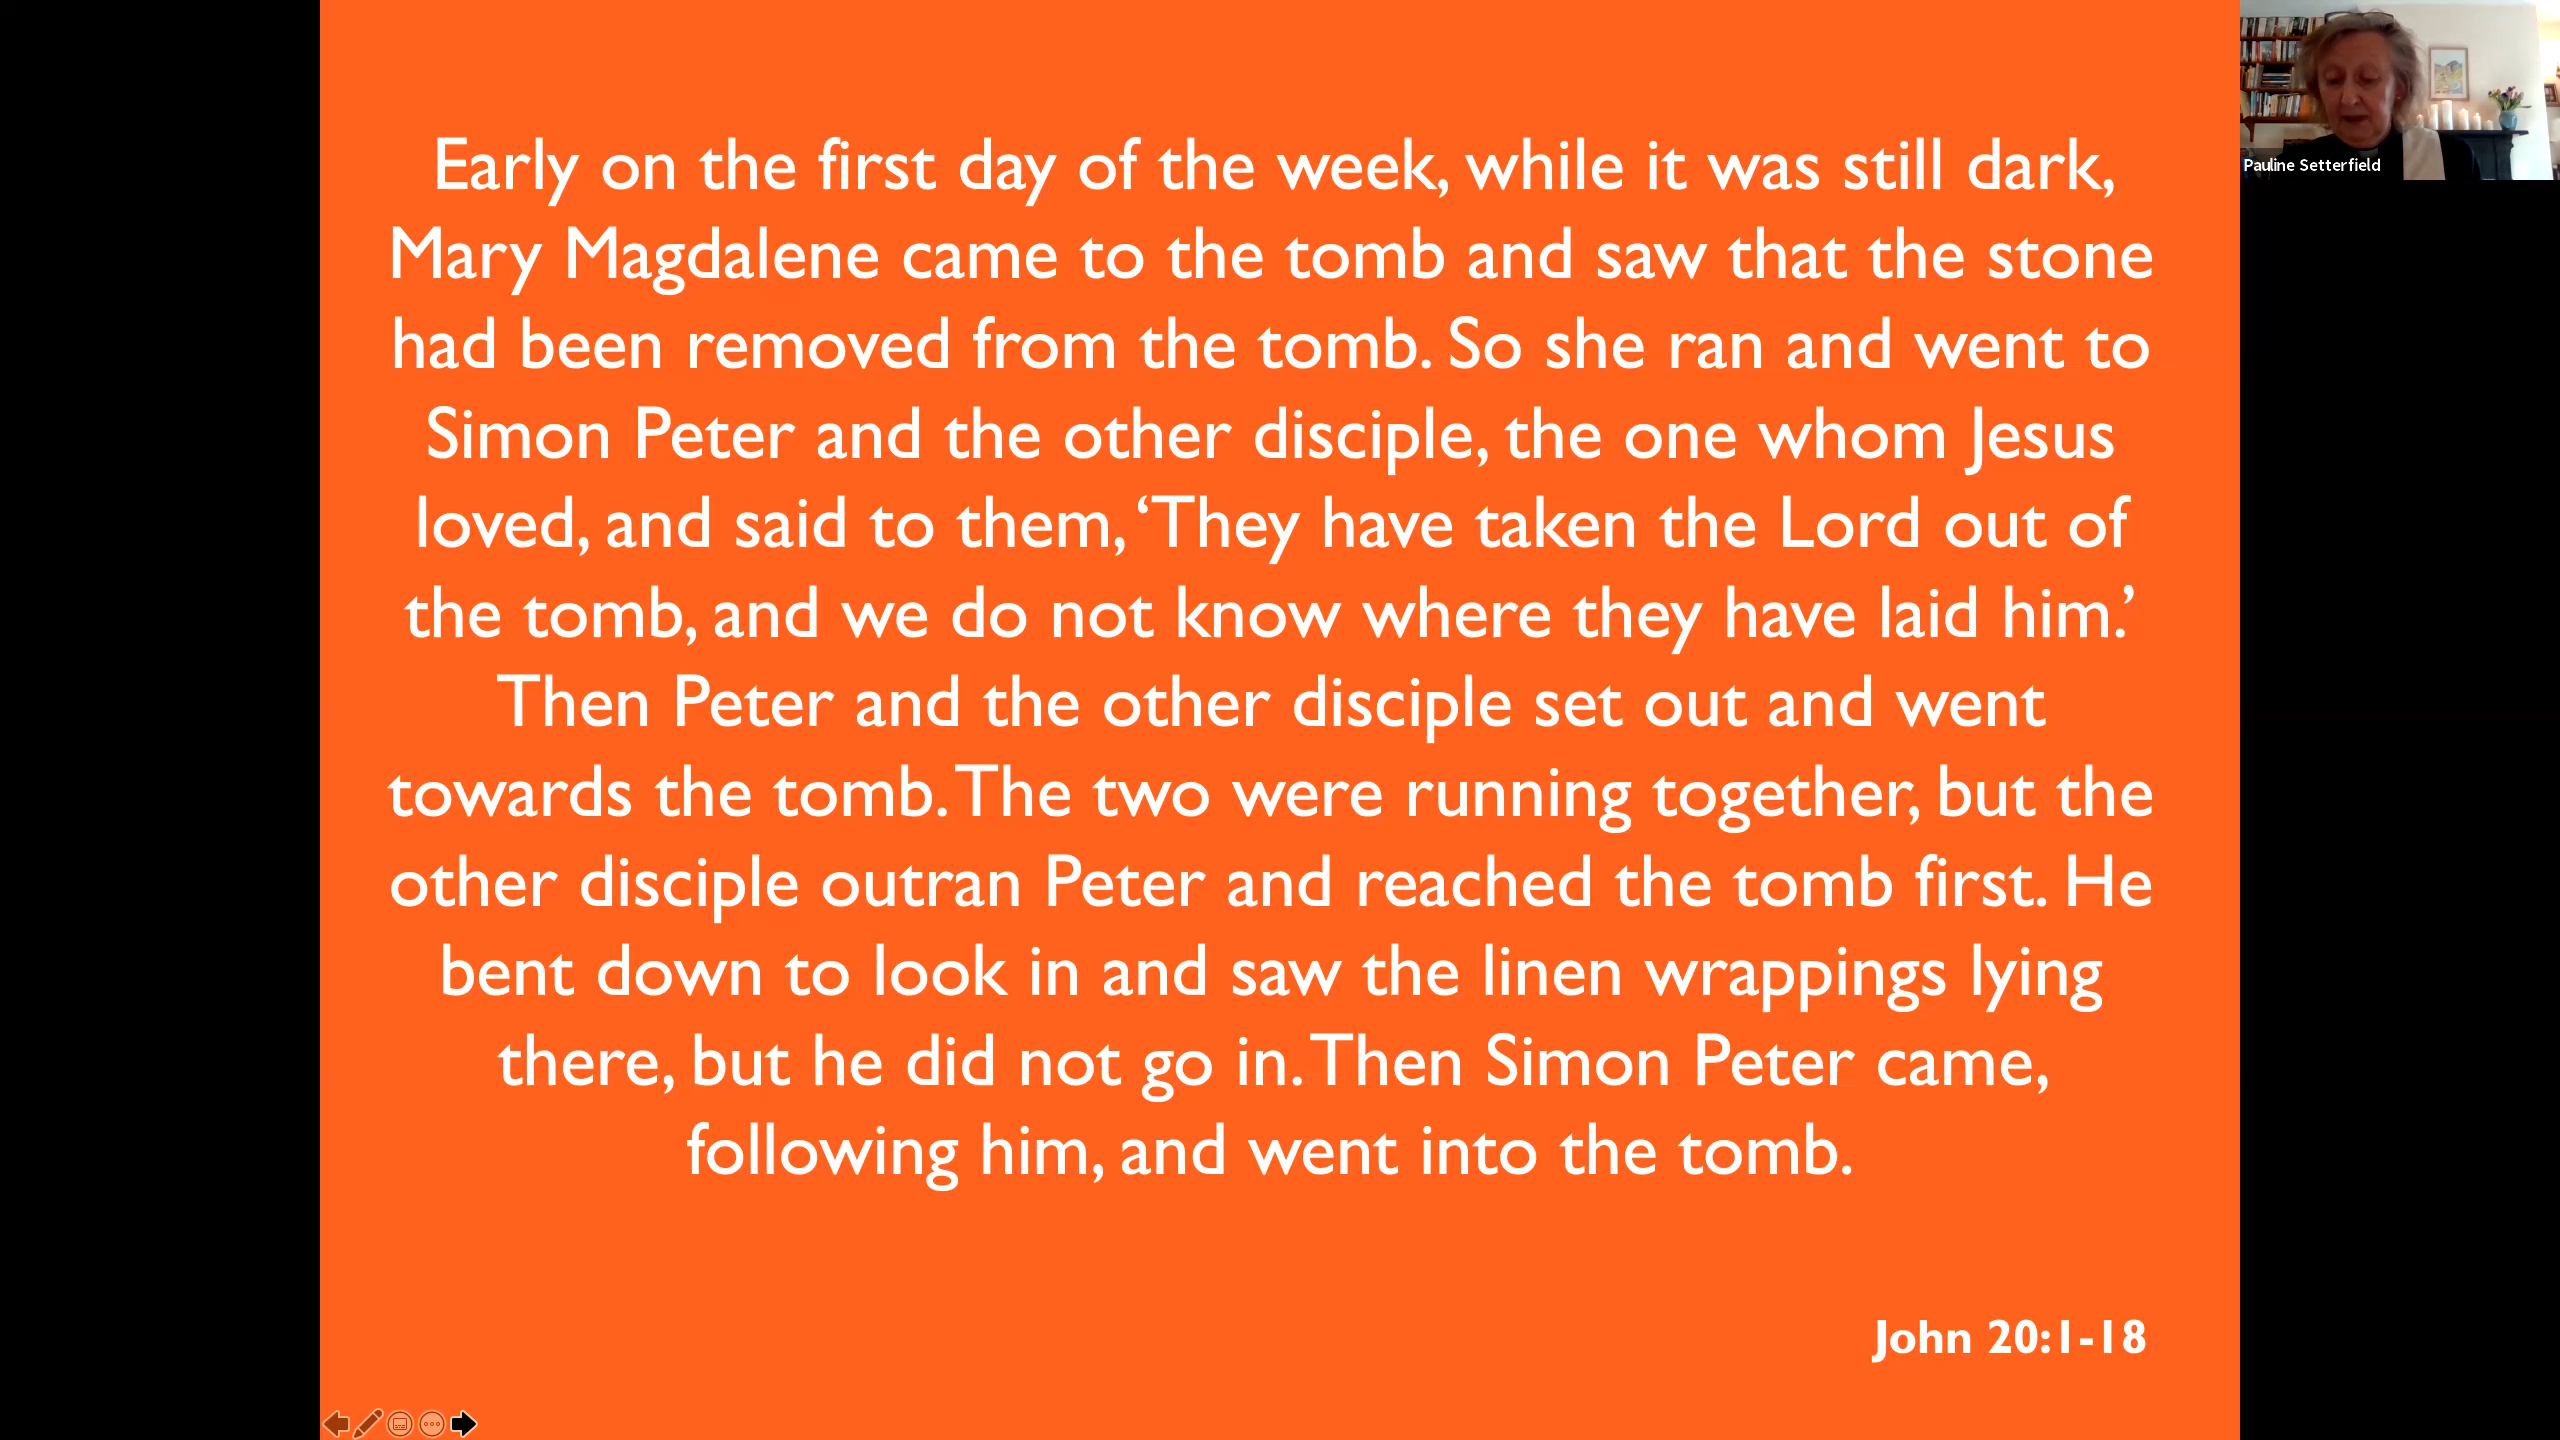 Early on the first day of the week, while it was still dark,
Mary Magdalene came to the tomb and saw that the stone
had been removed from the tomb. So she ran and went to
Simon Peter and the other disciple, the one whom Jesus
loved, and said to them, ‘They have taken the Lord out of
the tomb, and we do not know where they have laid him.’
Then Peter and the other disciple set out and went
towards the tomb. The two were running together, but the
other disciple outran Peter and reached the tomb first. He
bent down to look in and saw the linen wrappings lying
there, but he did not go in. Then Simon Peter came,
following him, and went into the tomb.
John 20:1-18
Pauline Setterfield